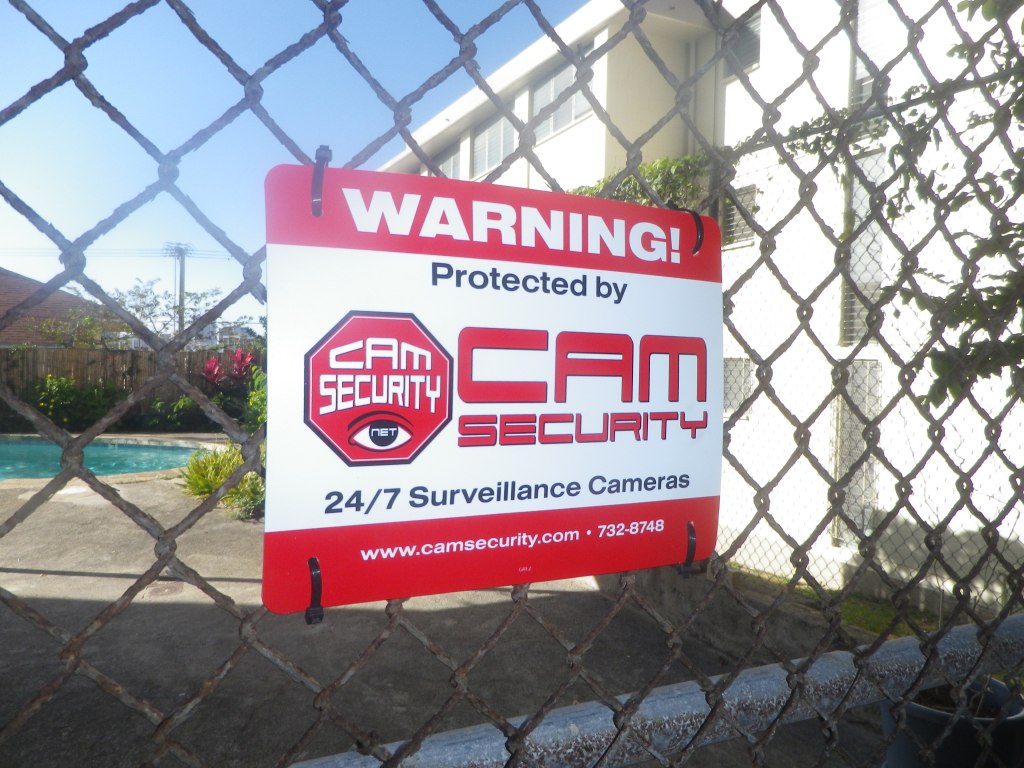 WARNING!
Protected by
CAM
SECURITY
NET
CAM
SECURITY
24/7 Surveillance Cameras
www.camsecurity.com • 732-8748